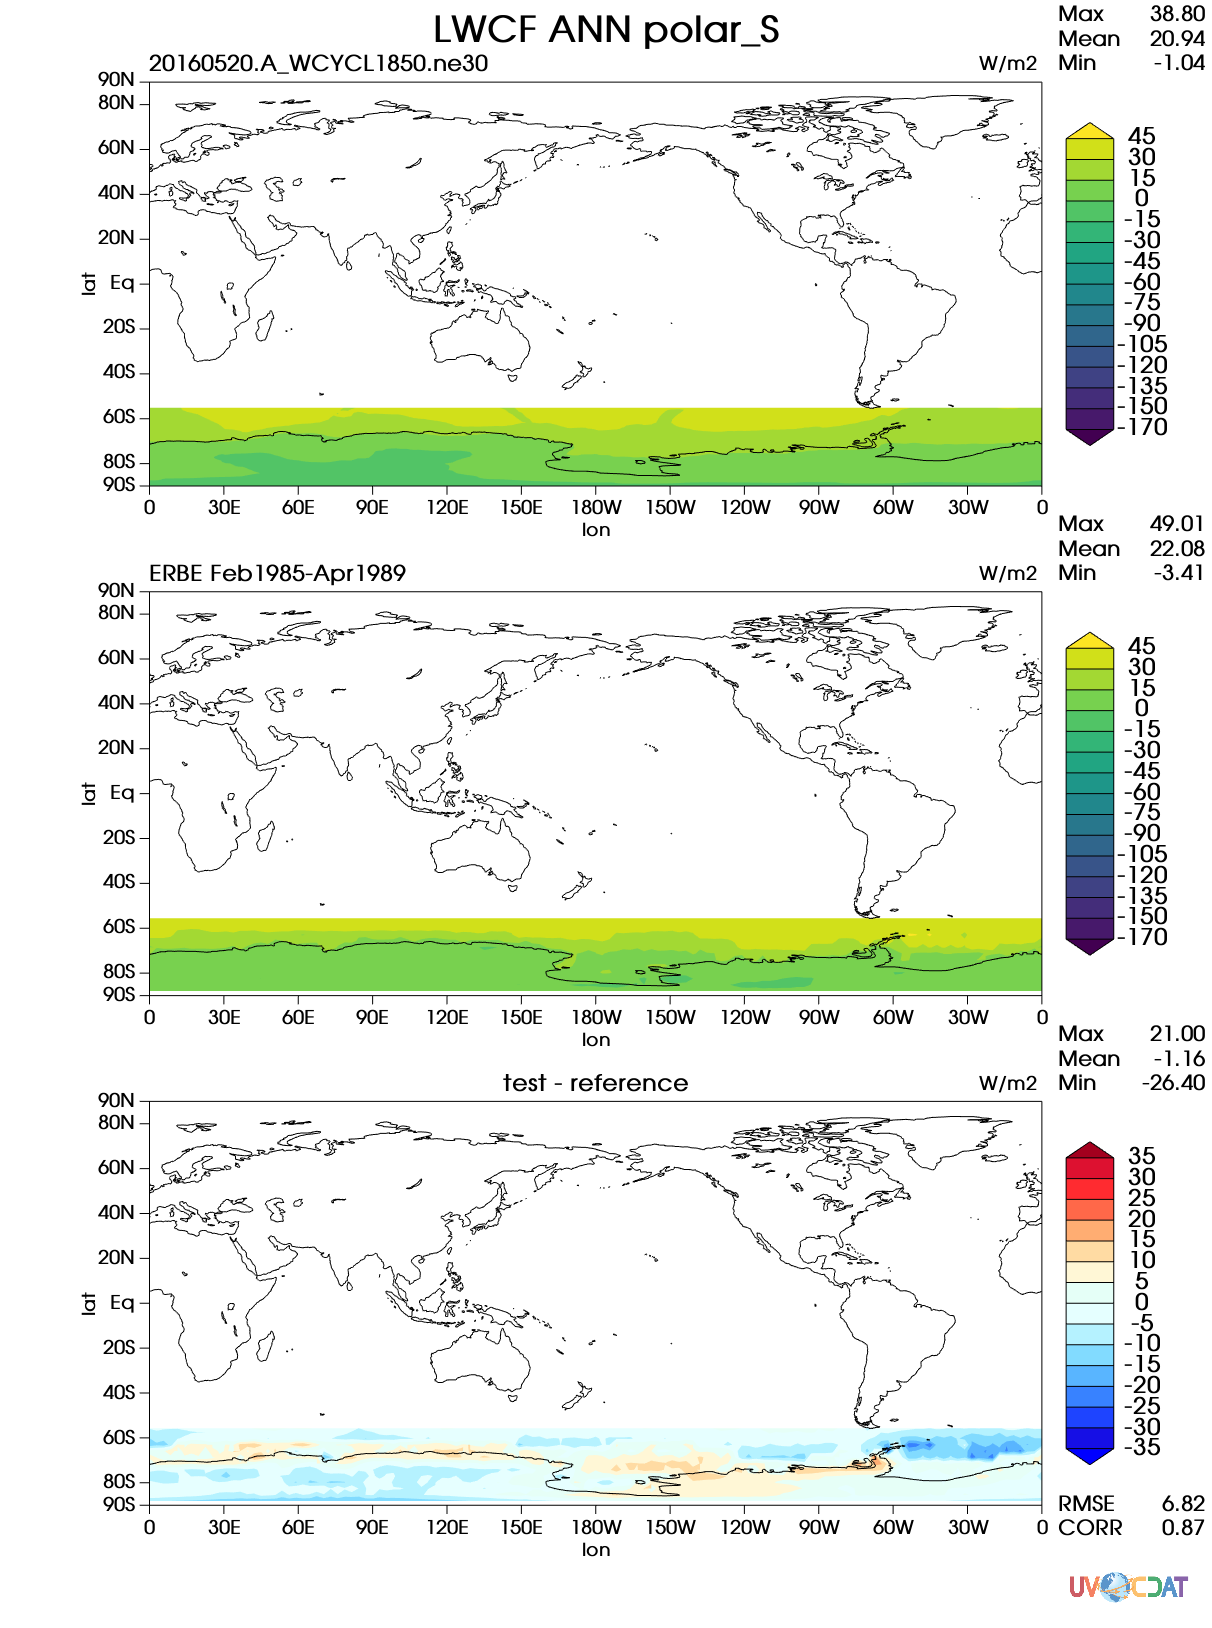 LWCF ANN polar_S
Max 38.80
Mean 20.94
Min -1.04
20160520.A_WCYCL1850.ne30 W/m2
90N
80N
60N
40N
20N
Eq
20S
40S
60S
80S
90S
lat
0 30E 60E 90E 120E 150E 180W 150W 120W 90W 60W 30W 0
lon
45
30
15
0
-15
-30
-45
-60
-75
-90
-105
-120
-135
-150
-170
Max 49.01
Mean 22.08
Min -3.41
ERBE Feb1985-Apr1989 W/m2
90N
80N
60N
40N
20N
Eq
20S
40S
60S
80S
90S
lat
0 30E 60E 90E 120E 150E 180W 150W 120W 90W 60W 30W 0
lon
45
30
15
0
-15
-30
-45
-60
-75
-90
-105
-120
-135
-150
-170
Max 21.00
Mean -1.16
Min -26.40
test - reference W/m2
90N
80N
60N
40N
20N
Eq
20S
40S
60S
80S
90S
lat
0 30E 60E 90E 120E 150E 180W 150W 120W 90W 60W 30W 0
lon
35
30
25
20
15
10
5
0
-5
-10
-15
-20
-25
-30
-35
RMSE 6.82
CORR 0.87
UV CDAT